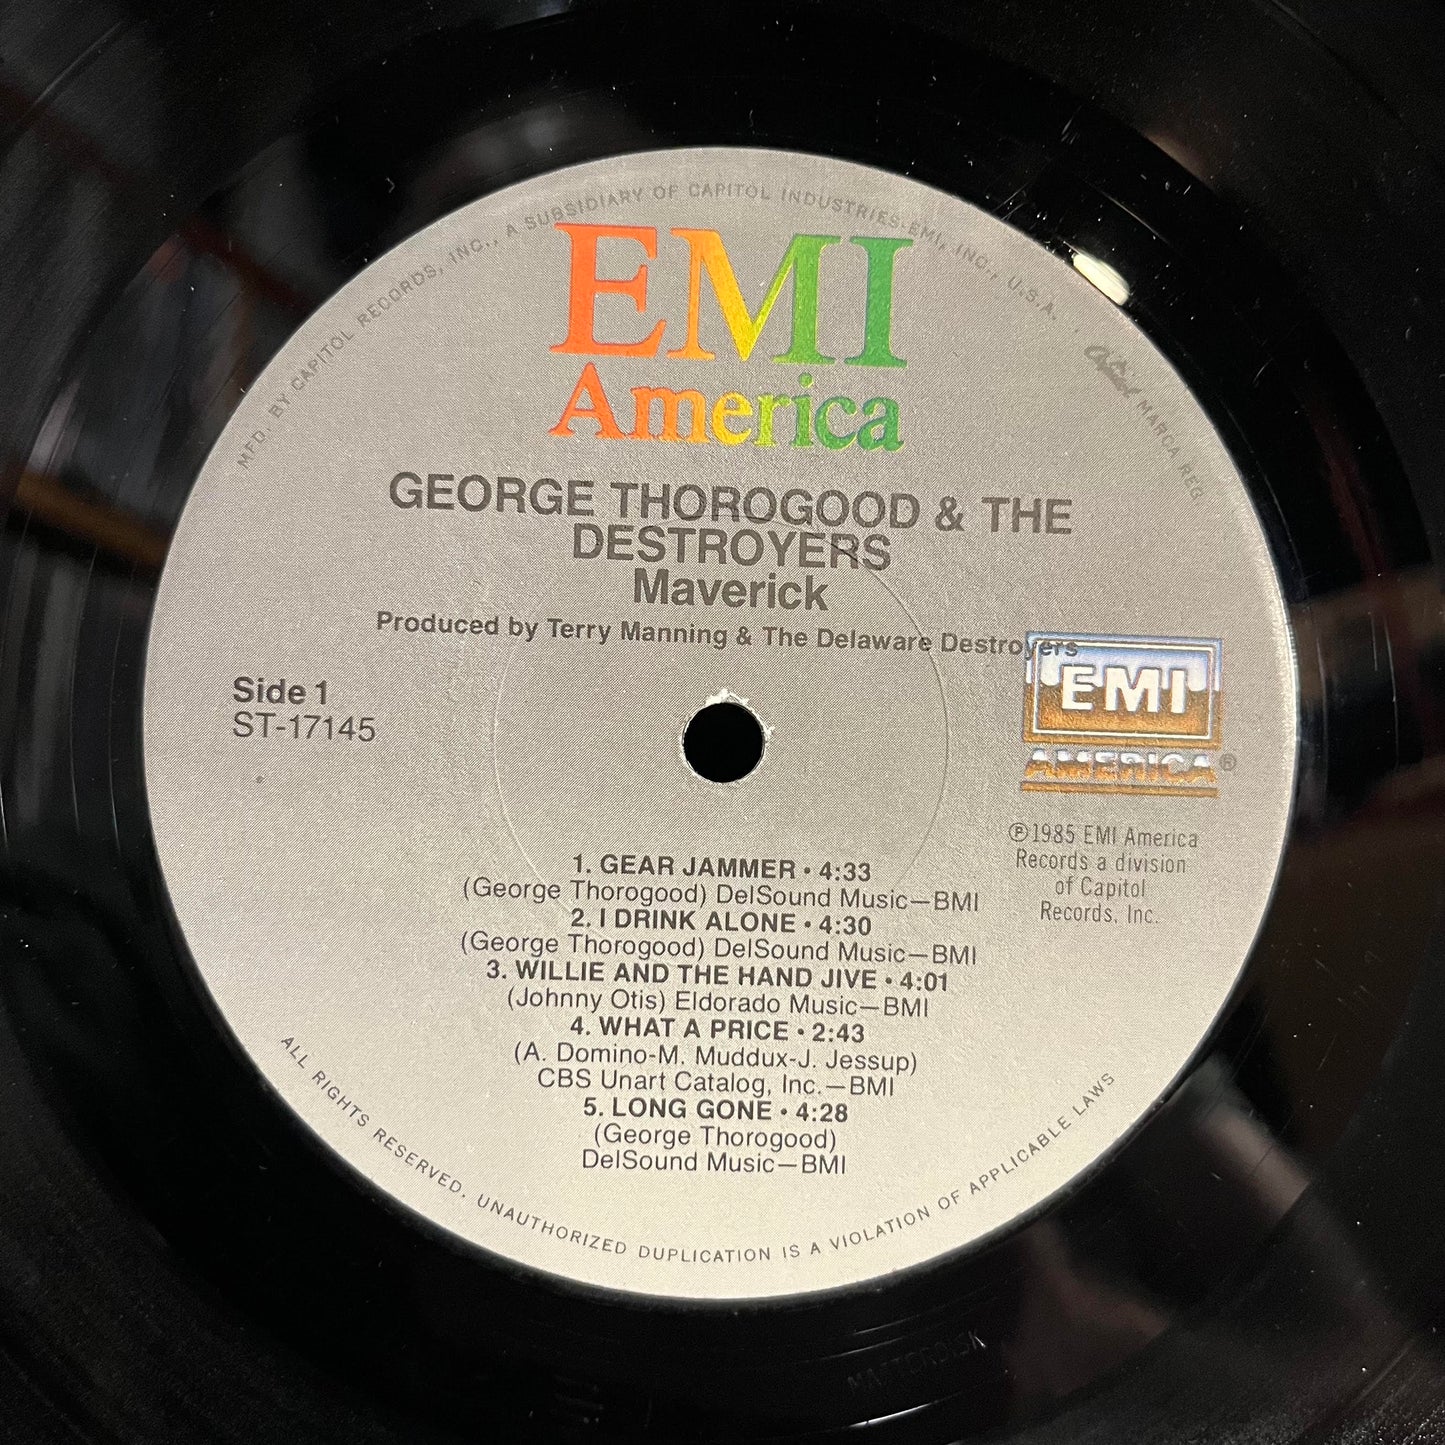 MFD. BY CAPITOL RECORDS, INC., A SUBSIDIARY OF CAPITOL INDUSTRIES-EMI, INC., U.S.A. Capitol MARCA REG
EMI
America
GEORGE THOROGOOD & THE
DESTROYERS
Maverick
Produced by Terry Manning & The Delaware Destroyers
Side 1
ST-17145
EMI
AMERICA®
℗1985 EMI America
Records a division
of Capitol
Records, Inc.
1. GEAR JAMMER • 4:33
(George Thorogood) DelSound Music—BMI
2. I DRINK ALONE • 4:30
(George Thorogood) DelSound Music—BMI
3. WILLIE AND THE HAND JIVE • 4:01
(Johnny Otis) Eldorado Music—BMI
4. WHAT A PRICE • 2:43
(A. Domino-M. Muddux-J. Jessup)
CBS Unart Catalog, Inc.—BMI
5. LONG GONE • 4:28
(George Thorogood)
DelSound Music—BMI
ALL RIGHTS RESERVED. UNAUTHORIZED DUPLICATION IS A VIOLATION OF APPLICABLE LAWS